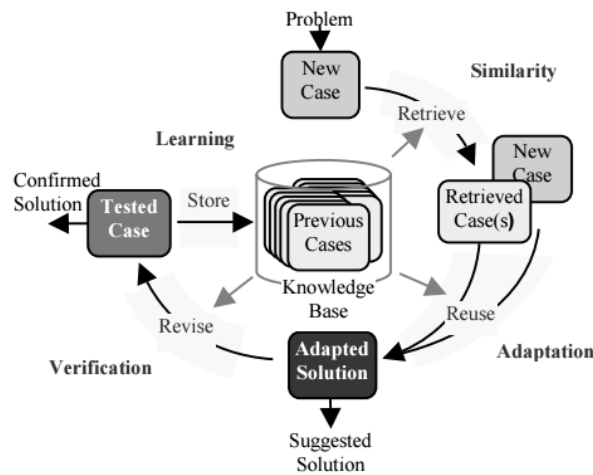 Problem
New
Case
Similarity
Retrieve
Learning
New
Case
Confirmed
Solution
Tested
Case
Store
Previous
Cases
Retrieved
Case(s)
Knowledge
Base
Revise
Reuse
Verification
Adapted
Solution
Adaptation
Suggested
Solution